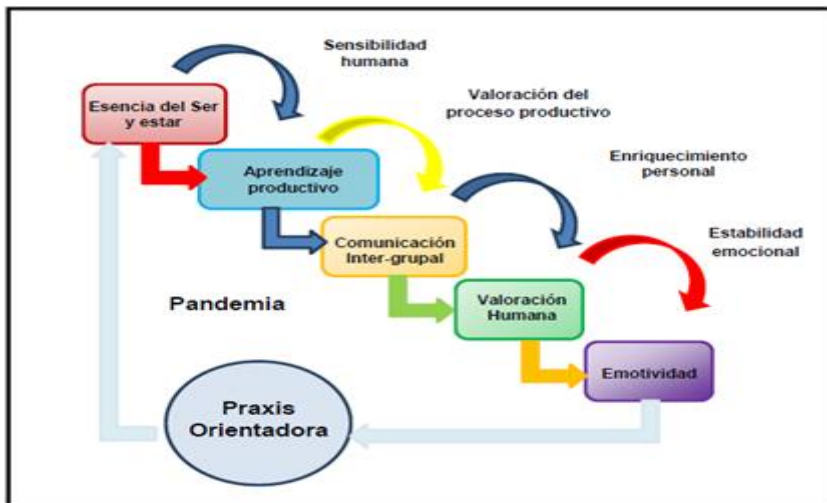 Sensibilidad
humana
Esencia del Ser
y estar
Valoración del
proceso productivo
Aprendizaje
productivo
Enriquecimiento
personal
Comunicación
Inter-grupal
Estabilidad
emocional
Pandemia
Valoración
Humana
Emotividad
Praxis
Orientadora